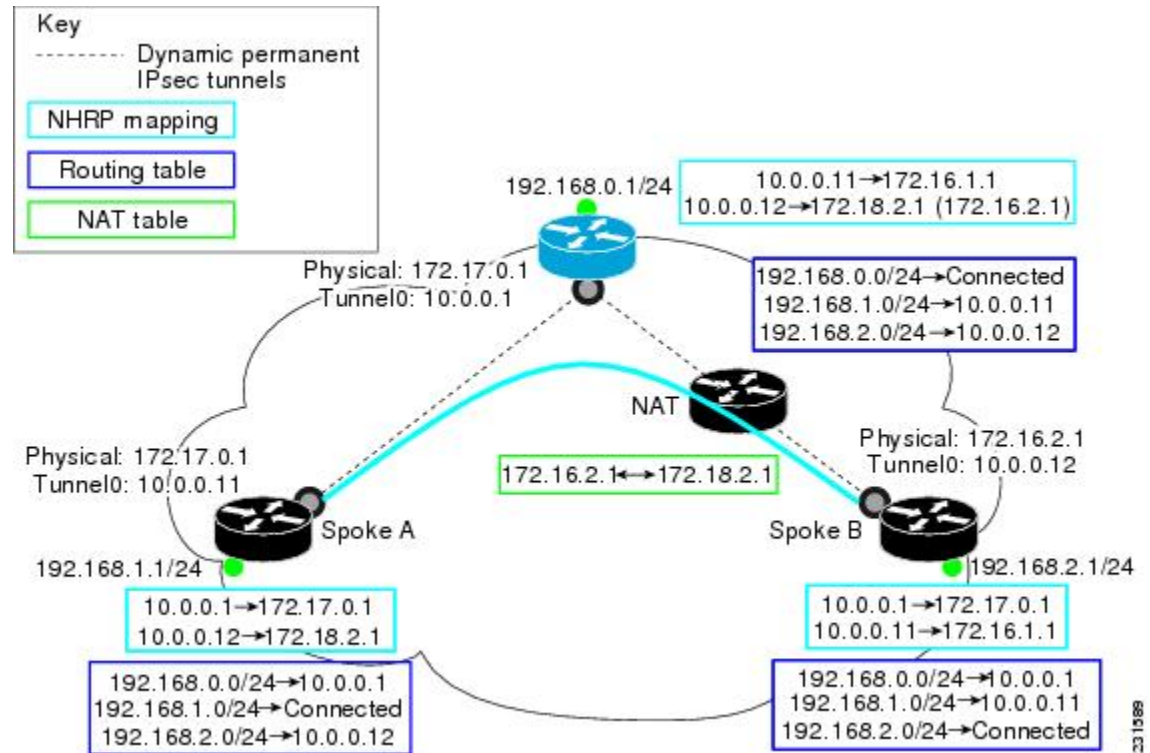 Key
Dynamic permanent
IPsec tunnels
NHRP mapping
Routing table
NAT table
192.168.0.1/24
10.0.0.11→172.16.1.1
10.0.0.12→172.18.2.1 (172.16.2.1)
Physical: 172.17.0.1
Tunnel0: 10.0.0.1
192.168.0.0/24→Connected
192.168.1.0/24→10.0.0.11
192.168.2.0/24→10.0.0.12
NAT
172.16.2.1↔172.18.2.1
Physical: 172.17.0.1
Tunnel0: 10.0.0.11
Physical: 172.16.2.1
Tunnel0: 10.0.0.12
Spoke A
Spoke B
192.168.1.1/24
192.168.2.1/24
10.0.0.1→172.17.0.1
10.0.0.12→172.18.2.1
10.0.0.1→172.17.0.1
10.0.0.11→172.16.1.1
192.168.0.0/24→10.0.0.1
192.168.1.0/24→Connected
192.168.2.0/24→10.0.0.12
192.168.0.0/24→10.0.0.1
192.168.1.0/24→10.0.0.11
192.168.2.0/24→Connected
231589